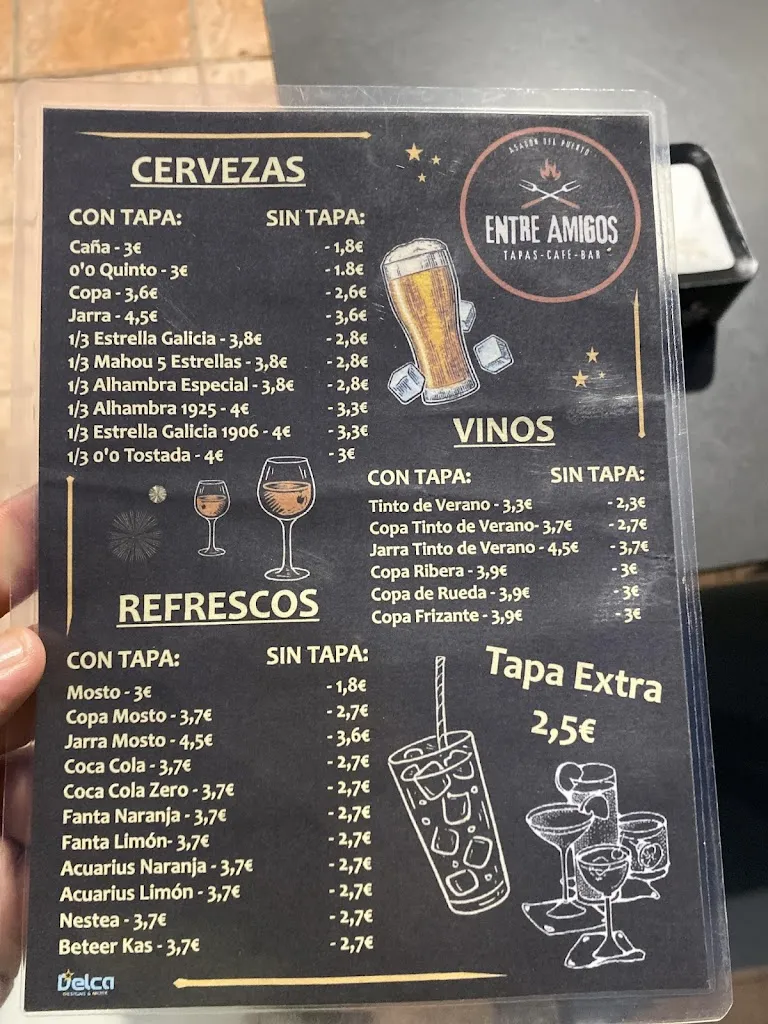 CERVEZAS
CON TAPA: SIN TAPA:
Caña - 3€ - 1,8€
0'0 Quinto - 3€ - 1.8€
Copa - 3,6€ - 2,6€
Jarra - 4,5€ - 3,6€
1/3 Estrella Galicia - 3,8€ - 2,8€
1/3 Mahou 5 Estrellas - 3,8€ - 2,8€
1/3 Alhambra Especial - 3,8€ - 2,8€
1/3 Alhambra 1925 - 4€ - 3,3€
1/3 Estrella Galicia 1906 - 4€ - 3,3€
1/3 0'0 Tostada - 4€ - 3€
ASADOR DEL PUERTO
ENTRE AMIGOS
TAPAS - CAFE - BAR
VINOS
CON TAPA: SIN TAPA:
Tinto de Verano - 3,3€ - 2,3€
Copa Tinto de Verano- 3,7€ - 2,7€
Jarra Tinto de Verano - 4,5€ - 3,7€
Copa Ribera - 3,9€ - 3€
Copa de Rueda - 3,9€ - 3€
Copa Frizante - 3,9€ - 3€
REFRESCOS
CON TAPA: SIN TAPA:
Mosto - 3€ - 1,8€
Copa Mosto - 3,7€ - 2,7€
Jarra Mosto - 4,5€ - 3,6€
Coca Cola - 3,7€ - 2,7€
Coca Cola Zero - 3,7€ - 2,7€
Fanta Naranja - 3,7€ - 2,7€
Fanta Limón- 3,7€ - 2,7€
Acuarius Naranja - 3,7€ - 2,7€
Acuarius Limón - 3,7€ - 2,7€
Nestea - 3,7€ - 2,7€
Beteer Kas - 3,7€ - 2,7€
Tapa Extra
2,5€
Delca